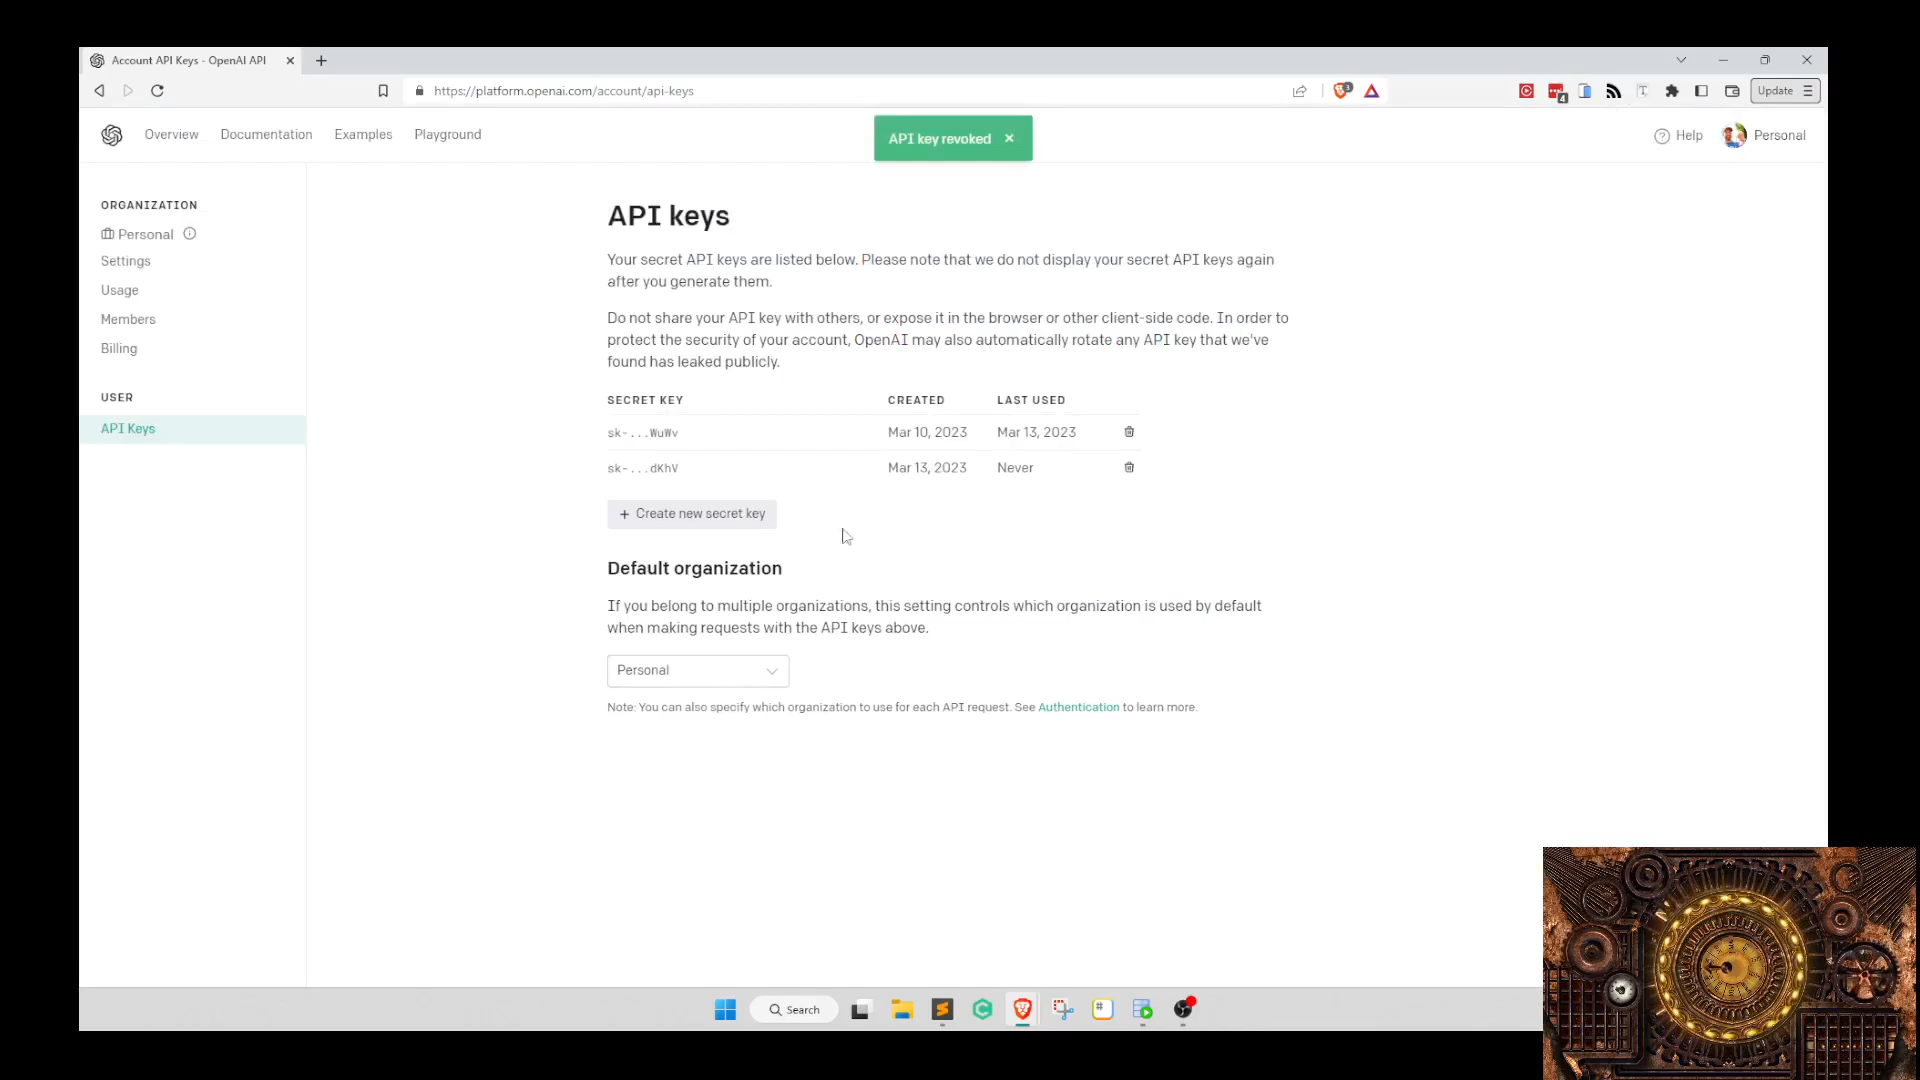 Account API Keys - OpenAI API
https://platform.openai.com/account/api-keys
4
3
Update
Overview
Documentation
Examples
Playground
API key revoked
Help
Personal
ORGANIZATION
Personal
Settings
Usage
Members
Billing
USER
API Keys
API keys
Your secret API keys are listed below. Please note that we do not display your secret API keys again
after you generate them.
Do not share your API key with others, or expose it in the browser or other client-side code. In order to
protect the security of your account, OpenAI may also automatically rotate any API key that we've
found has leaked publicly.
SECRET KEY CREATED LAST USED
sk-...WuWv Mar 10, 2023 Mar 13, 2023
sk-...dKhV Mar 13, 2023 Never
+ Create new secret key
Default organization
If you belong to multiple organizations, this setting controls which organization is used by default
when making requests with the API keys above.
Personal
Note: You can also specify which organization to use for each API request. See Authentication to learn more.
Search